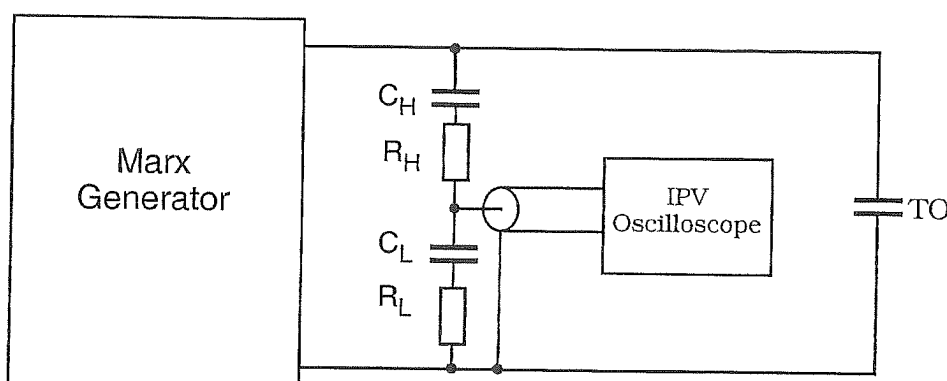 Marx
Generator
C_H
R_H
C_L
R_L
IPV
Oscilloscope
TO